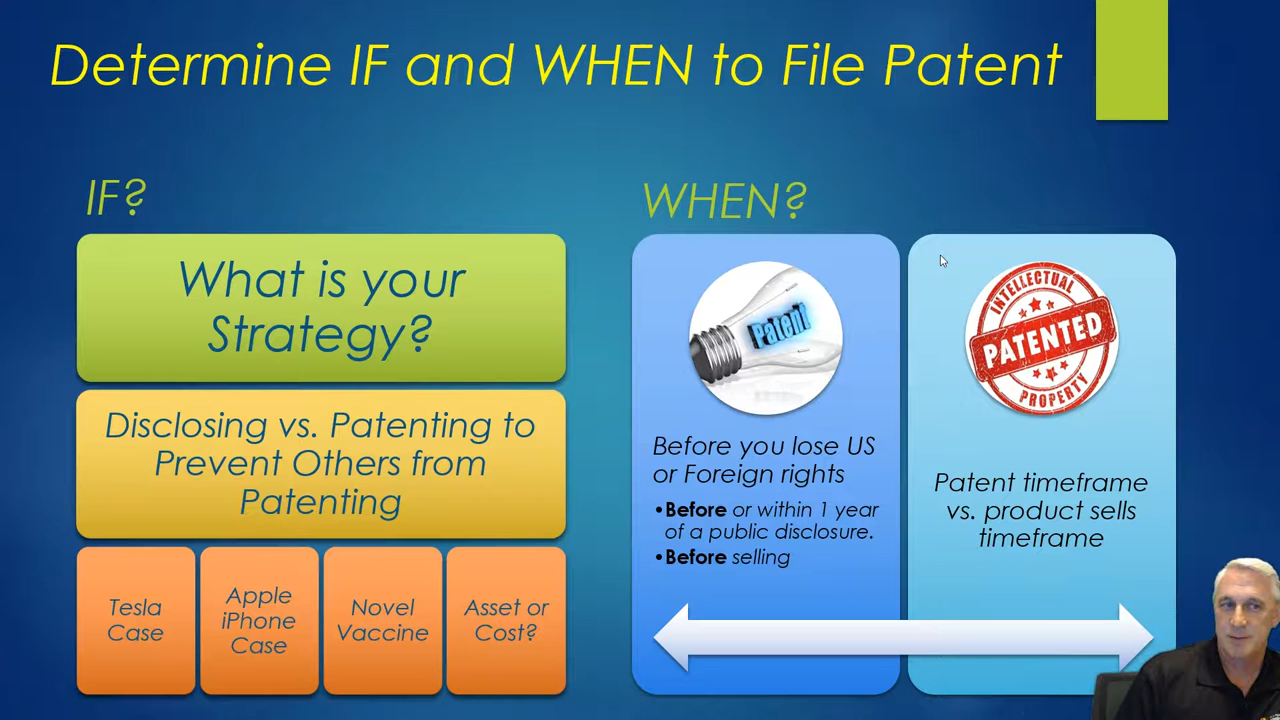 Determine IF and WHEN to File Patent
IF?
What is your
Strategy?
Disclosing vs. Patenting to
Prevent Others from
Patenting
Tesla
Case
Apple
iPhone
Case
Novel
Vaccine
Asset or
Cost?
WHEN?
Patent
Before you lose US
or Foreign rights
•Before or within 1 year
of a public disclosure.
•Before selling
INTELLECTUAL
PATENTED
PROPERTY
Patent timeframe
vs. product sells
timeframe